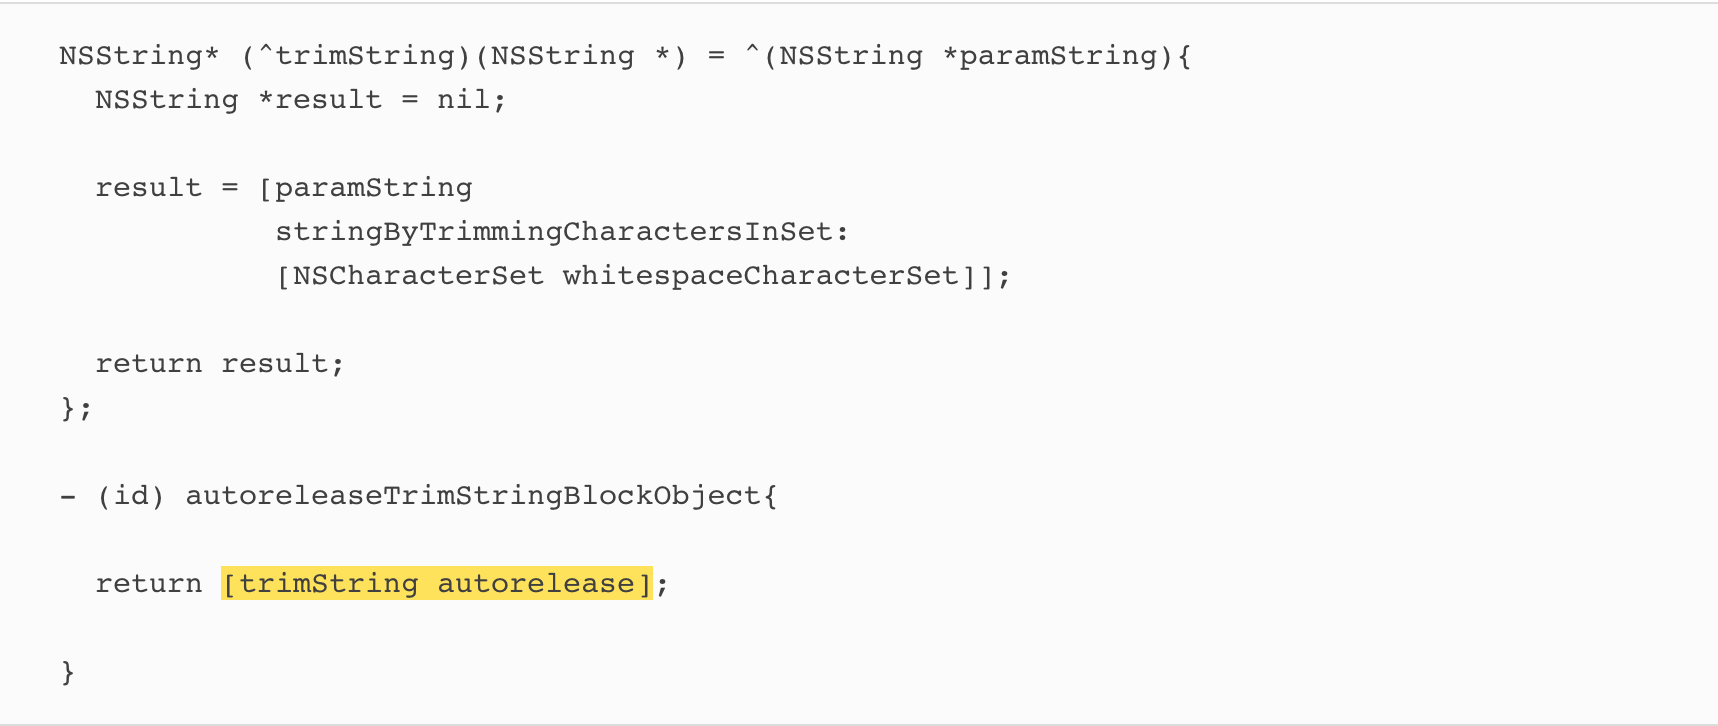 NSString* (^trimString)(NSString *) = ^(NSString *paramString){
  NSString *result = nil;

  result = [paramString
            stringByTrimmingCharactersInSet:
            [NSCharacterSet whitespaceCharacterSet]];

  return result;
};

- (id) autoreleaseTrimStringBlockObject{

  return [trimString autorelease];

}